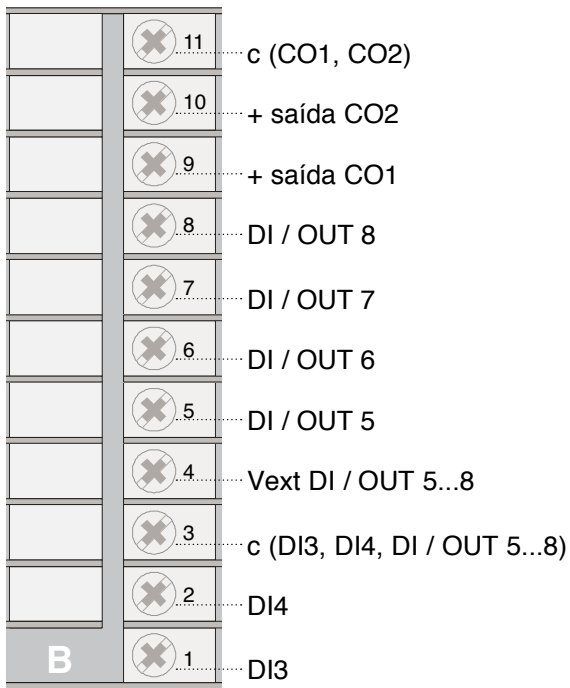 11 c (CO1, CO2)
10 + saída CO2
9 + saída CO1
8 DI / OUT 8
7 DI / OUT 7
6 DI / OUT 6
5 DI / OUT 5
4 Vext DI / OUT 5...8
3 c (DI3, DI4, DI / OUT 5...8)
2 DI4
B 1 DI3